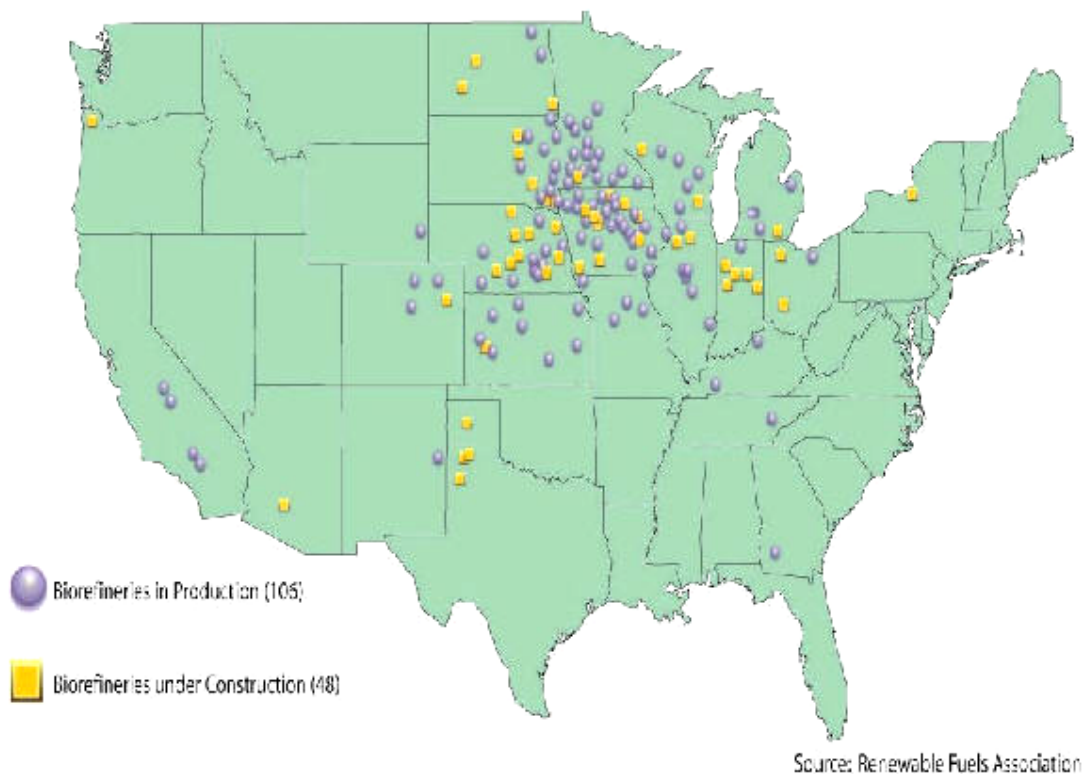 Biorefineries in Production (106)
Biorefineries under Construction (48)
Source: Renewable Fuels Association